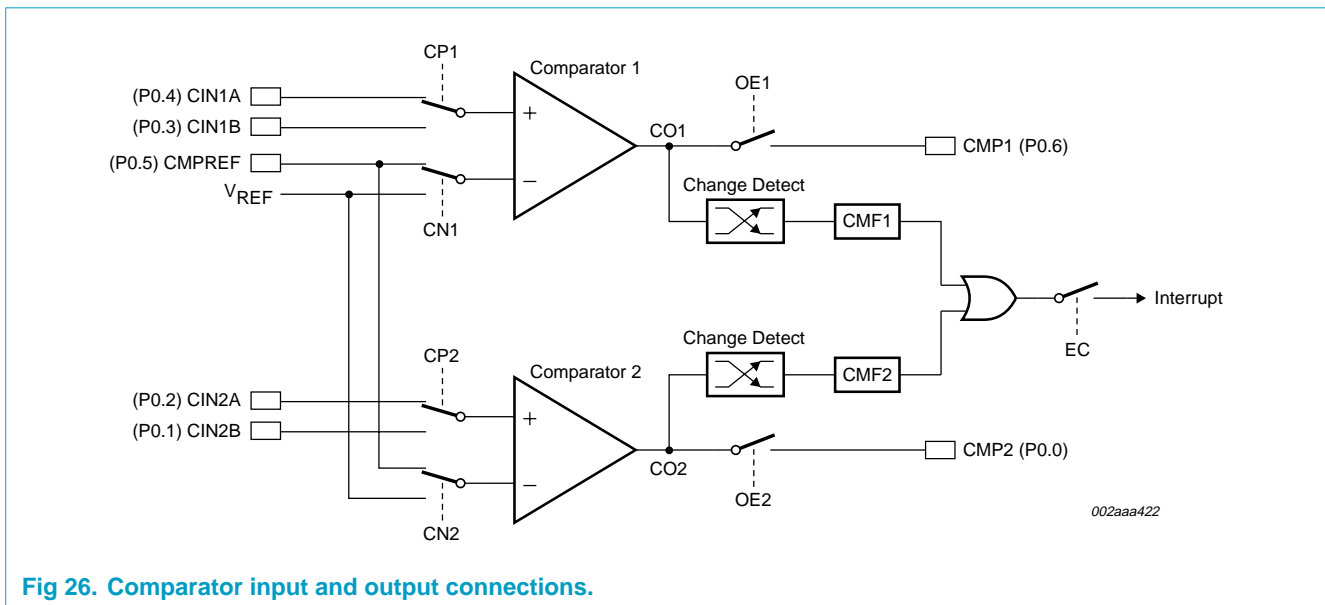 CP1
Comparator 1
OE1
(P0.4) CIN1A
+
(P0.3) CIN1B
CO1
CMP1 (P0.6)
(P0.5) CMPREF
−
Change Detect
VREF
CN1
CMF1
Interrupt
EC
Change Detect
CP2
Comparator 2
CMF2
(P0.2) CIN2A
+
(P0.1) CIN2B
CMP2 (P0.0)
CO2
−
OE2
CN2
002aaa422
Fig 26. Comparator input and output connections.